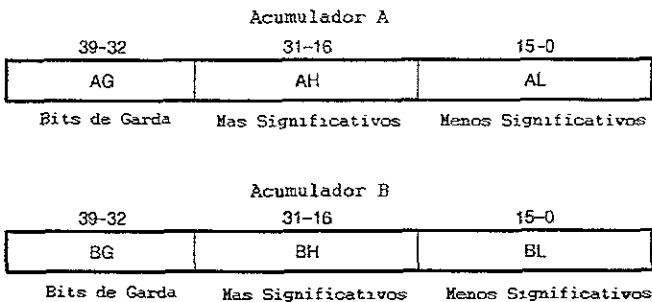 Acumulador A
39-32 31-16 15-0
AG AH AL
Bits de Garda Mas Significativos Menos Significativos
Acumulador B
39-32 31-16 15-0
BG BH BL
Bits de Garda Mas Significativos Menos Significativos